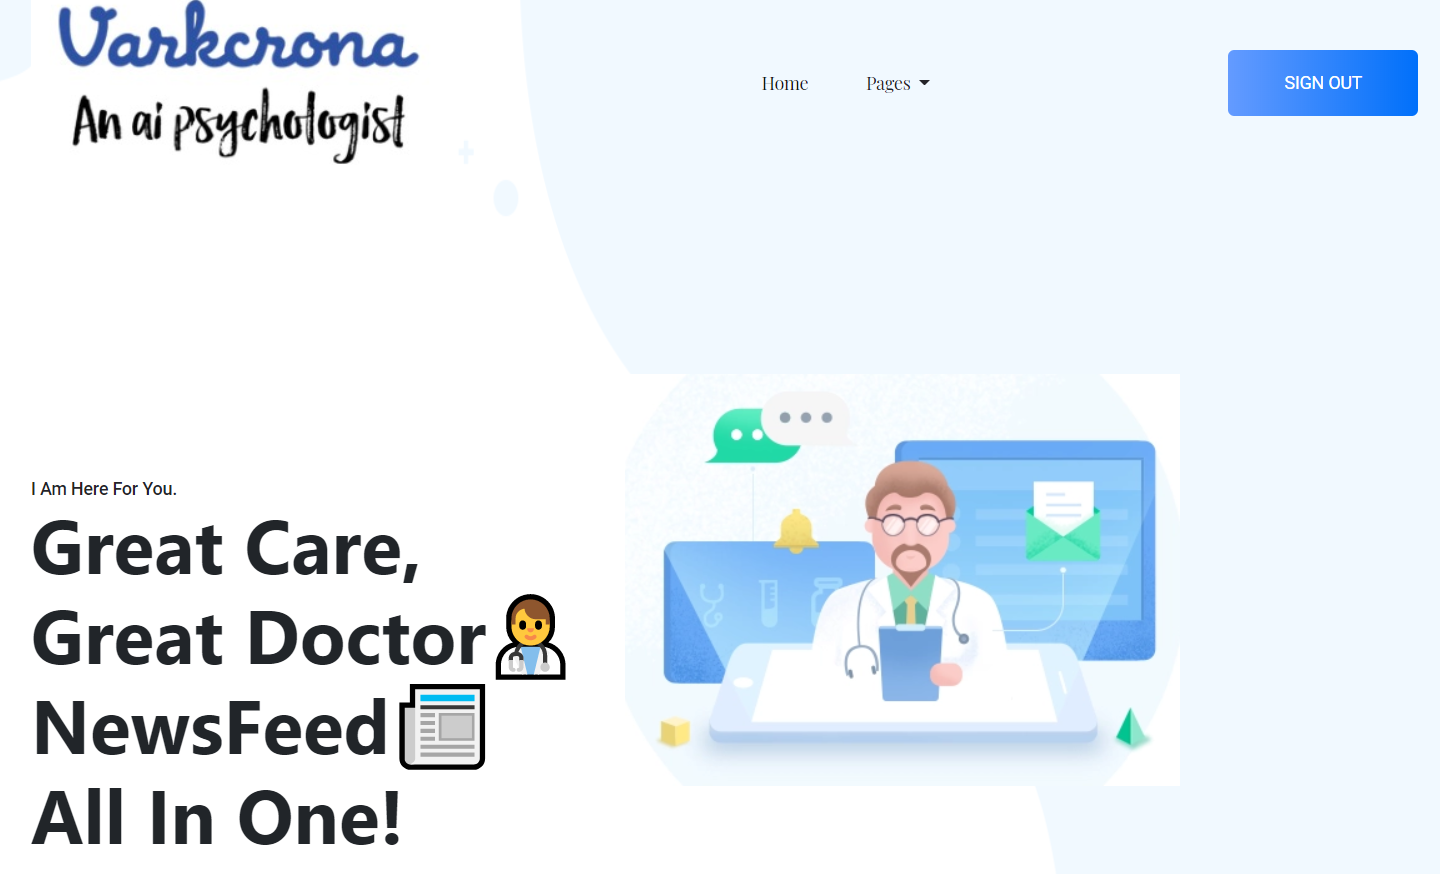 Varkcrona
An ai psychologist
Home
Pages
SIGN OUT
I Am Here For You.
Great Care,
Great Doctor
NewsFeed
All In One!